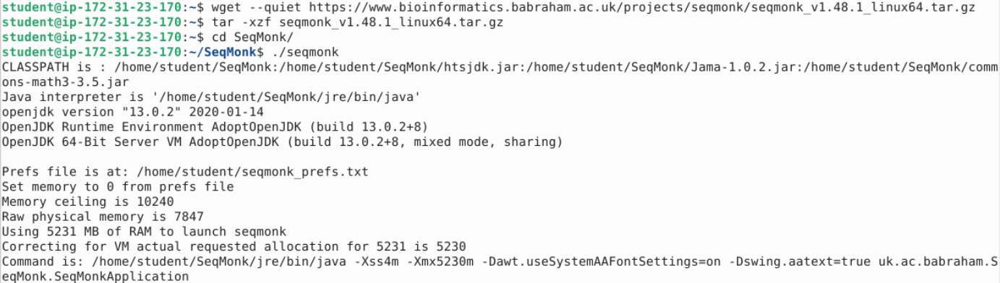 student@ip-172-31-23-170:~$ wget --quiet https://www.bioinformatics.babraham.ac.uk/projects/seqmonk/seqmonk_v1.48.1_linux64.tar.gz
student@ip-172-31-23-170:~$ tar -xzf seqmonk_v1.48.1_linux64.tar.gz
student@ip-172-31-23-170:~$ cd SeqMonk/
student@ip-172-31-23-170:~/SeqMonk$ ./seqmonk
CLASSPATH is : /home/student/SeqMonk:/home/student/SeqMonk/htsjdk.jar:/home/student/SeqMonk/Jama-1.0.2.jar:/home/student/SeqMonk/comm
ons-math3-3.5.jar
Java interpreter is '/home/student/SeqMonk/jre/bin/java'
openjdk version "13.0.2" 2020-01-14
OpenJDK Runtime Environment AdoptOpenJDK (build 13.0.2+8)
OpenJDK 64-Bit Server VM AdoptOpenJDK (build 13.0.2+8, mixed mode, sharing)

Prefs file is at: /home/student/seqmonk_prefs.txt
Set memory to 0 from prefs file
Memory ceiling is 10240
Raw physical memory is 7847
Using 5231 MB of RAM to launch seqmonk
Correcting for VM actual requested allocation for 5231 is 5230
Command is: /home/student/SeqMonk/jre/bin/java -Xss4m -Xmx5230m -Dawt.useSystemAAFontSettings=on -Dswing.aatext=true uk.ac.babraham.S
eqMonk.SeqMonkApplication